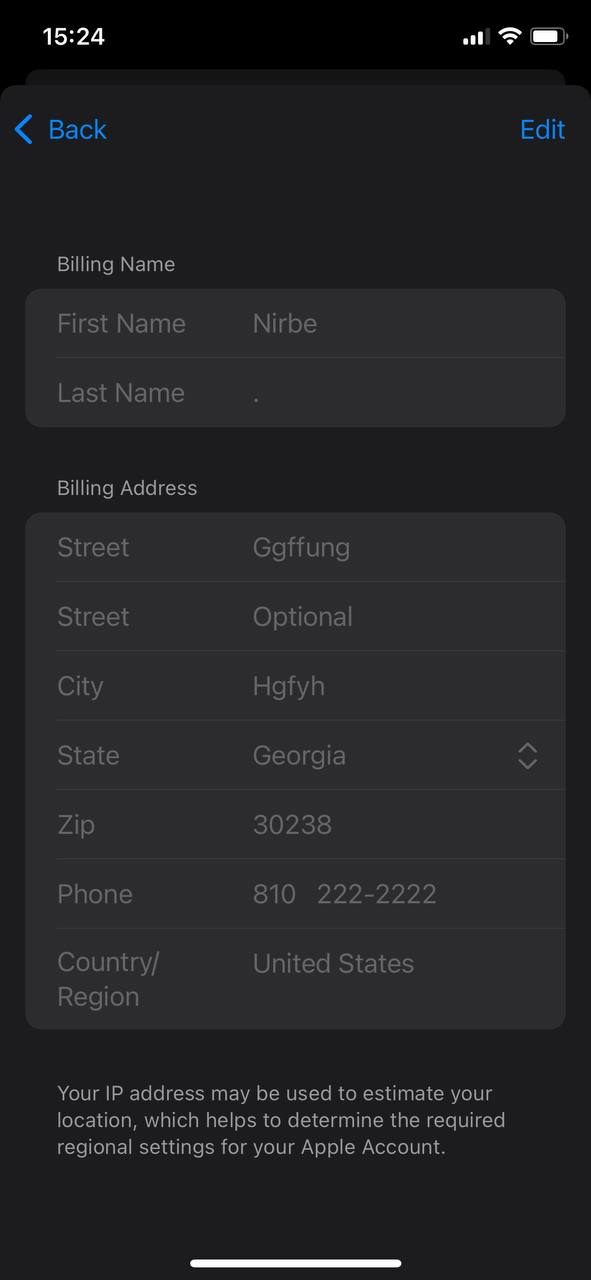 15:24
Back Edit
Billing Name
First Name Nirbe
Last Name .
Billing Address
Street Ggffung
Street Optional
City Hgfyh
State Georgia
Zip 30238
Phone 810 222-2222
Country/ United States
Region
Your IP address may be used to estimate your
location, which helps to determine the required
regional settings for your Apple Account.